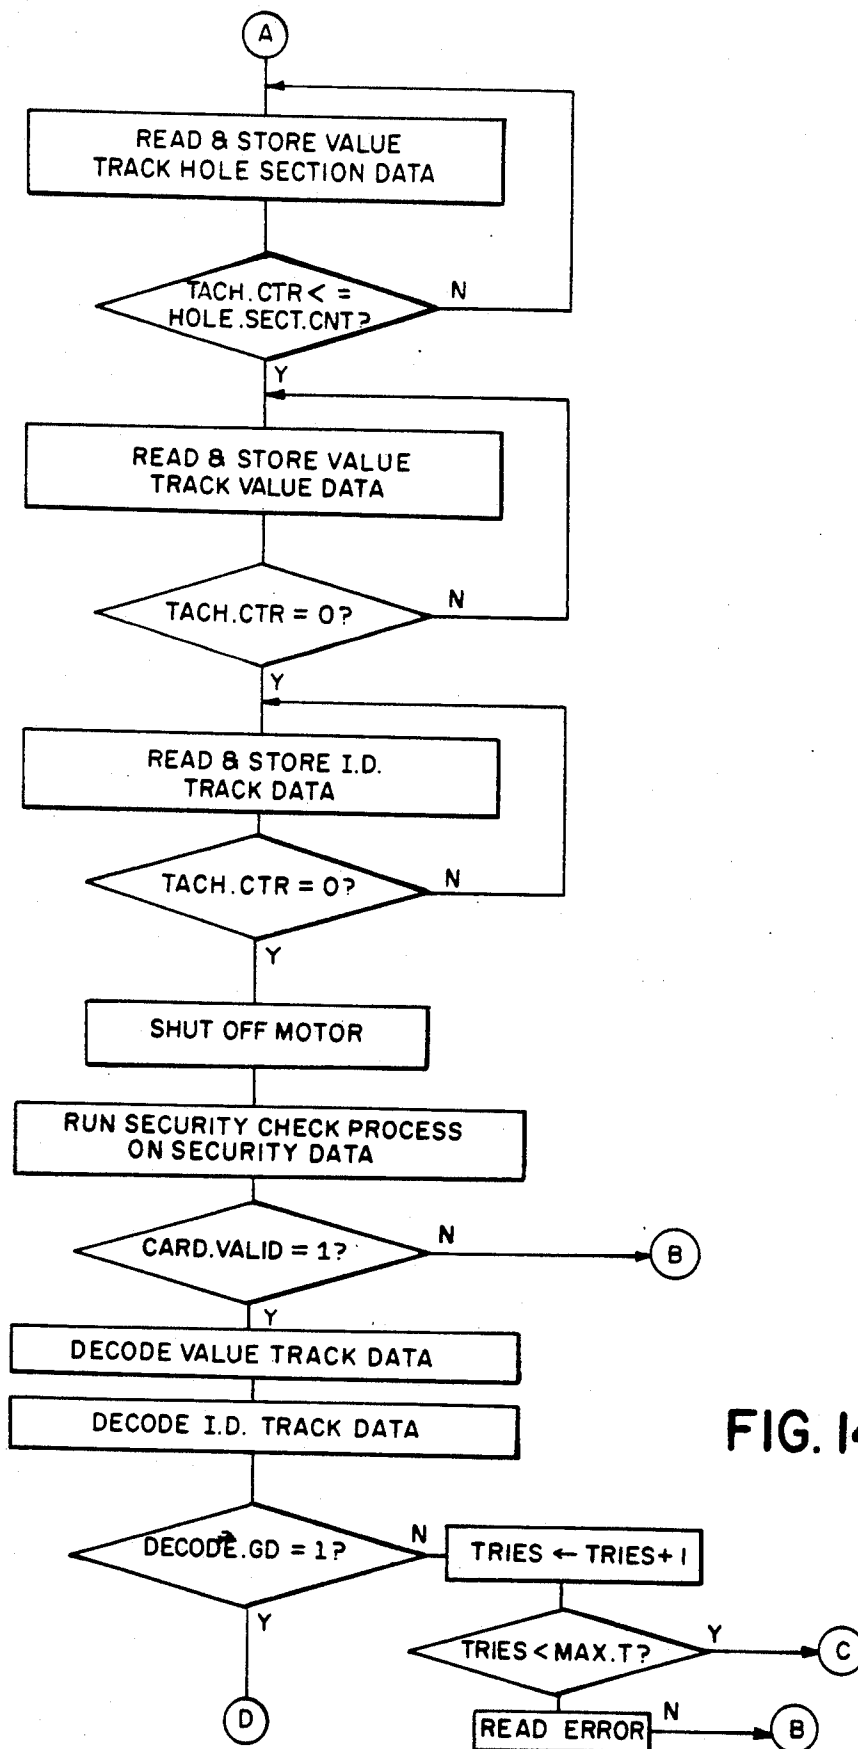 A
READ & STORE VALUE
TRACK HOLE SECTION DATA
TACH.CTR < =
HOLE.SECT.CNT?
N
Y
READ & STORE VALUE
TRACK VALUE DATA
TACH.CTR = 0?
N
Y
READ & STORE I.D.
TRACK DATA
TACH.CTR = 0?
N
Y
SHUT OFF MOTOR
RUN SECURITY CHECK PROCESS
ON SECURITY DATA
CARD.VALID = 1?
N
B
Y
DECODE VALUE TRACK DATA
DECODE I.D. TRACK DATA
FIG. 14
DECODE.GD = 1?
N
TRIES ← TRIES + 1
Y
TRIES < MAX.T?
Y
C
D
READ ERROR
N
B